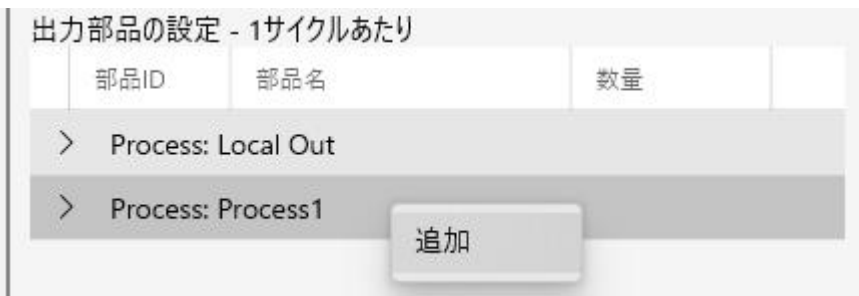 出力部品の設定 - 1サイクルあたり
部品ID 部品名 数量
Process: Local Out
Process: Process1
追加